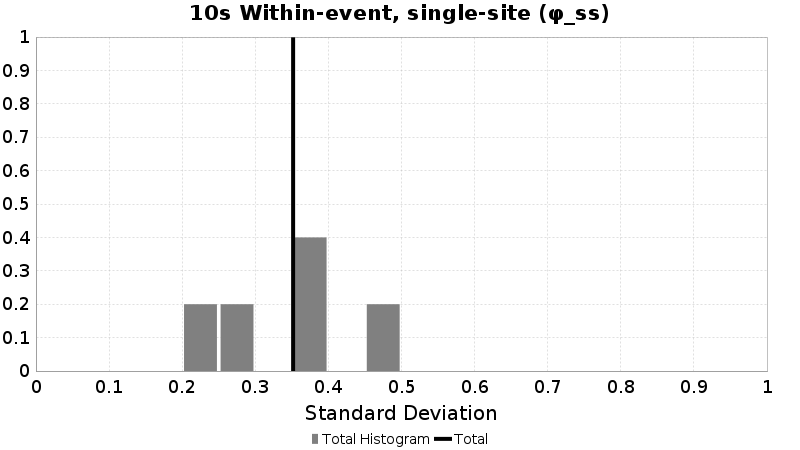 10s Within-event, single-site (φ_ss)
1
0.9
0.8
0.7
0.6
0.5
0.4
0.3
0.2
0.1
0
0 0.1 0.2 0.3 0.4 0.5 0.6 0.7 0.8 0.9 1
Standard Deviation
Total Histogram Total